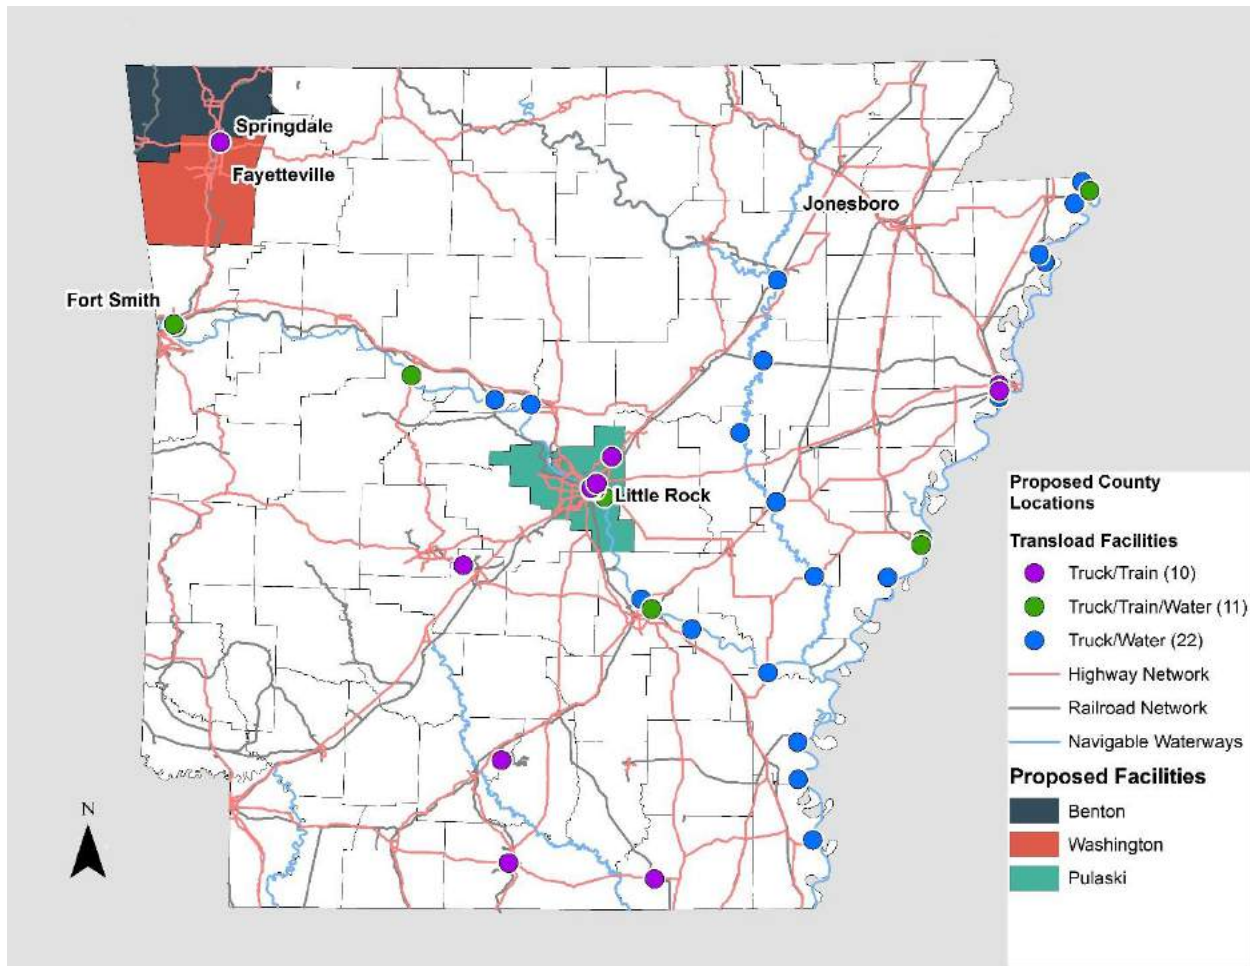 Springdale
Fayetteville
Jonesboro
Fort Smith
Little Rock
N
Proposed County
Locations
Transload Facilities
Truck/Train (10)
Truck/Train/Water (11)
Truck/Water (22)
Highway Network
Railroad Network
Navigable Waterways
Proposed Facilities
Benton
Washington
Pulaski